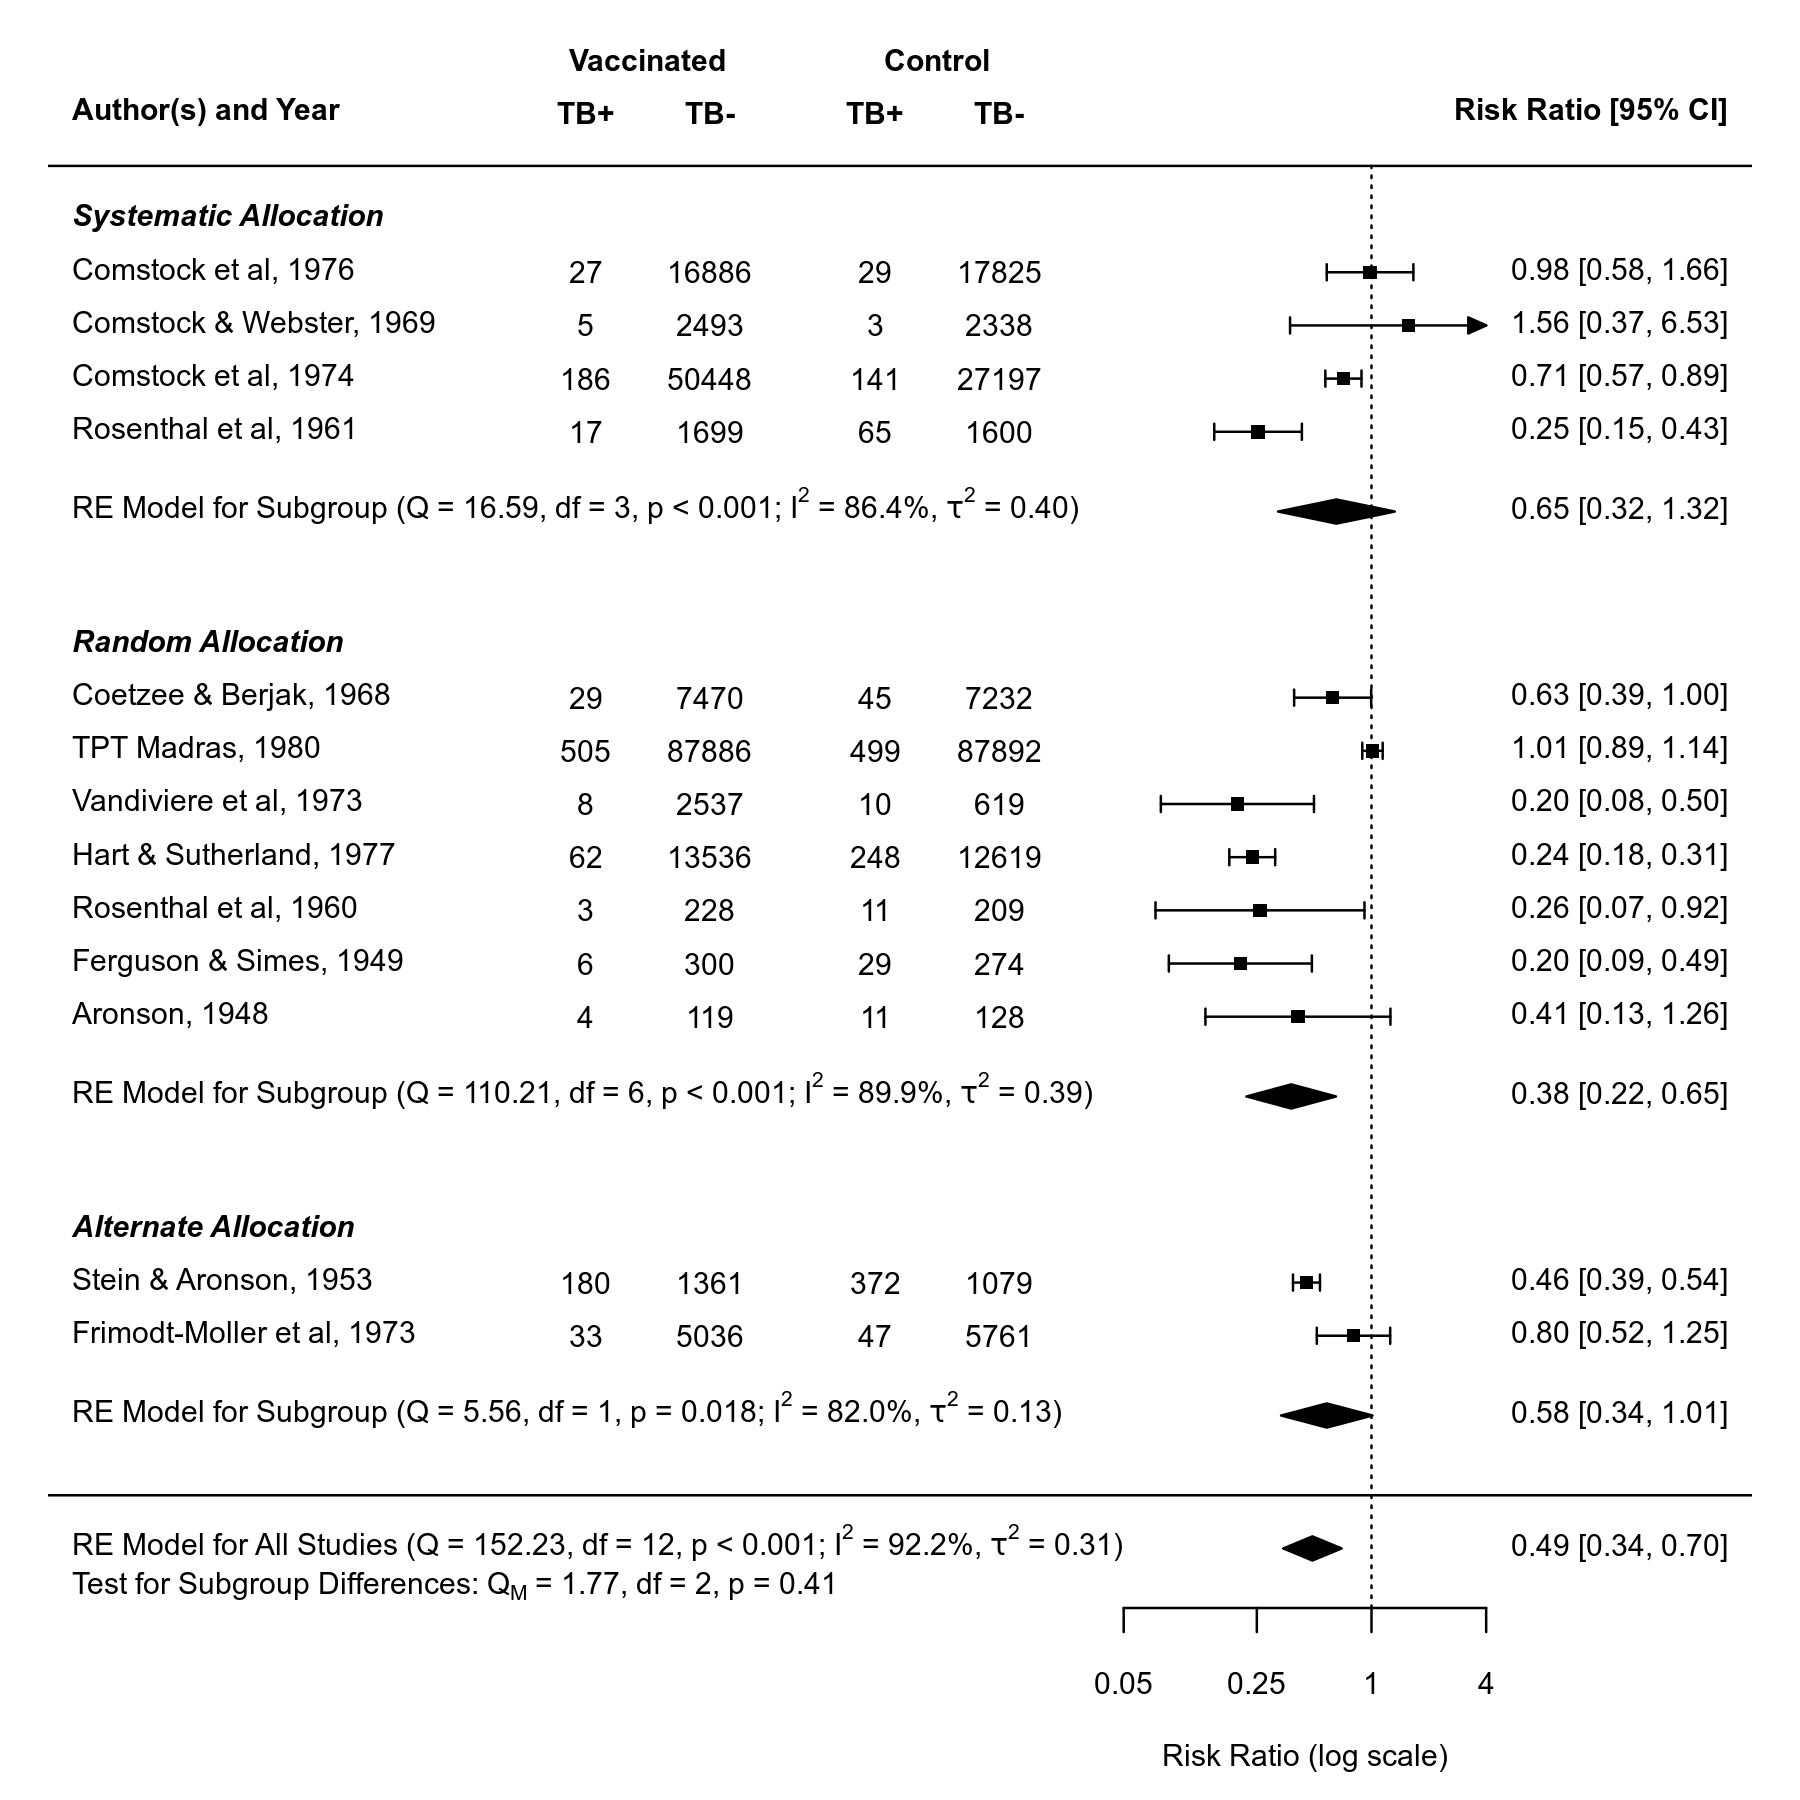 Vaccinated Control
Author(s) and Year TB+ TB- TB+ TB- Risk Ratio [95% CI]
Systematic Allocation
Comstock et al, 1976 27 16886 29 17825 0.98 [0.58, 1.66]
Comstock & Webster, 1969 5 2493 3 2338 1.56 [0.37, 6.53]
Comstock et al, 1974 186 50448 141 27197 0.71 [0.57, 0.89]
Rosenthal et al, 1961 17 1699 65 1600 0.25 [0.15, 0.43]
RE Model for Subgroup (Q = 16.59, df = 3, p < 0.001; I² = 86.4%, τ² = 0.40) 0.65 [0.32, 1.32]
Random Allocation
Coetzee & Berjak, 1968 29 7470 45 7232 0.63 [0.39, 1.00]
TPT Madras, 1980 505 87886 499 87892 1.01 [0.89, 1.14]
Vandiviere et al, 1973 8 2537 10 619 0.20 [0.08, 0.50]
Hart & Sutherland, 1977 62 13536 248 12619 0.24 [0.18, 0.31]
Rosenthal et al, 1960 3 228 11 209 0.26 [0.07, 0.92]
Ferguson & Simes, 1949 6 300 29 274 0.20 [0.09, 0.49]
Aronson, 1948 4 119 11 128 0.41 [0.13, 1.26]
RE Model for Subgroup (Q = 110.21, df = 6, p < 0.001; I² = 89.9%, τ² = 0.39) 0.38 [0.22, 0.65]
Alternate Allocation
Stein & Aronson, 1953 180 1361 372 1079 0.46 [0.39, 0.54]
Frimodt-Moller et al, 1973 33 5036 47 5761 0.80 [0.52, 1.25]
RE Model for Subgroup (Q = 5.56, df = 1, p = 0.018; I² = 82.0%, τ² = 0.13) 0.58 [0.34, 1.01]
RE Model for All Studies (Q = 152.23, df = 12, p < 0.001; I² = 92.2%, τ² = 0.31) 0.49 [0.34, 0.70]
Test for Subgroup Differences: Q_M = 1.77, df = 2, p = 0.41
0.05 0.25 1 4
Risk Ratio (log scale)